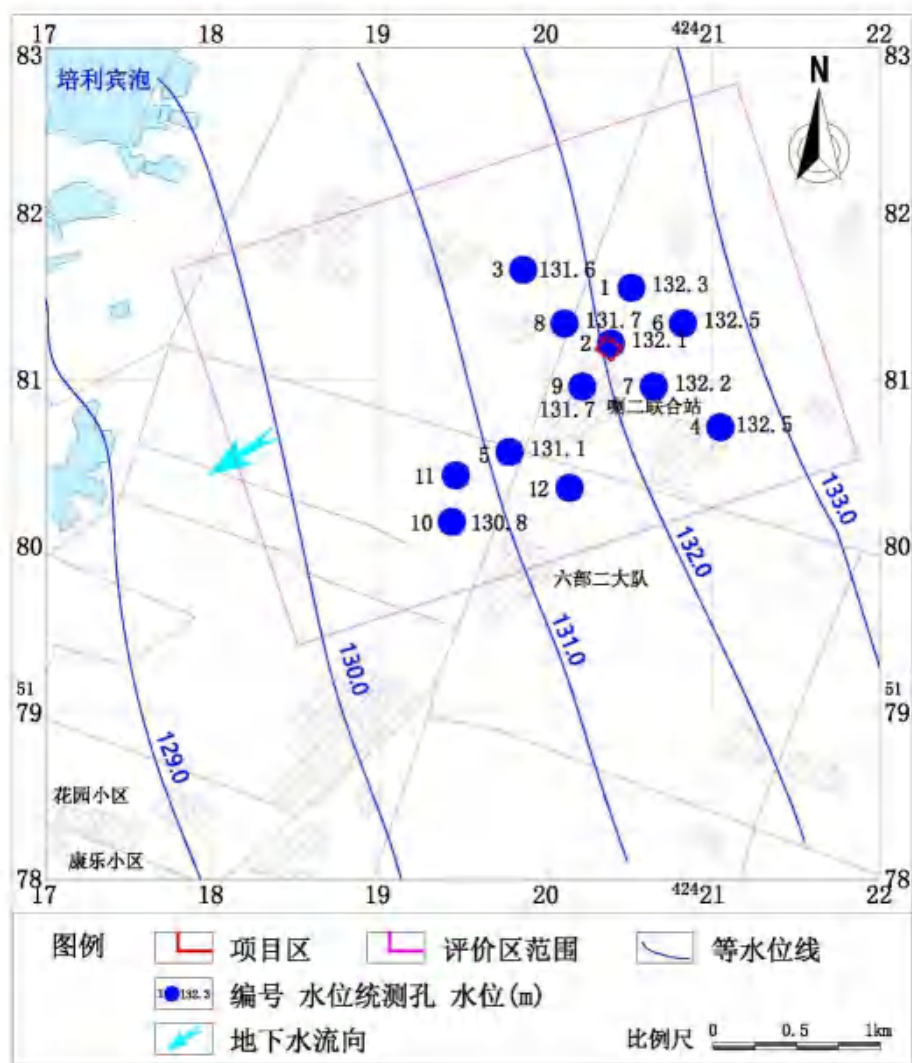 17 18 19 20 ⁴²⁴21 22
83 83
培利宾泡
N
82 82
3 131.6
1 132.3
8 131.7 6 132.5
2 132.1
81 81
9 7 132.2
131.7 喇二联合站
4 132.5
5 131.1
11
12
133.0
10 130.8
80 80
132.0
六部二大队
131.0
130.0
51 51
79 79
129.0
花园小区
康乐小区
78 78
17 18 19 20 ⁴²⁴21 22
图例 项目区 评价区范围 等水位线
132.3 编号 水位统测孔 水位(m)
地下水流向 比例尺 0 0.5 1km